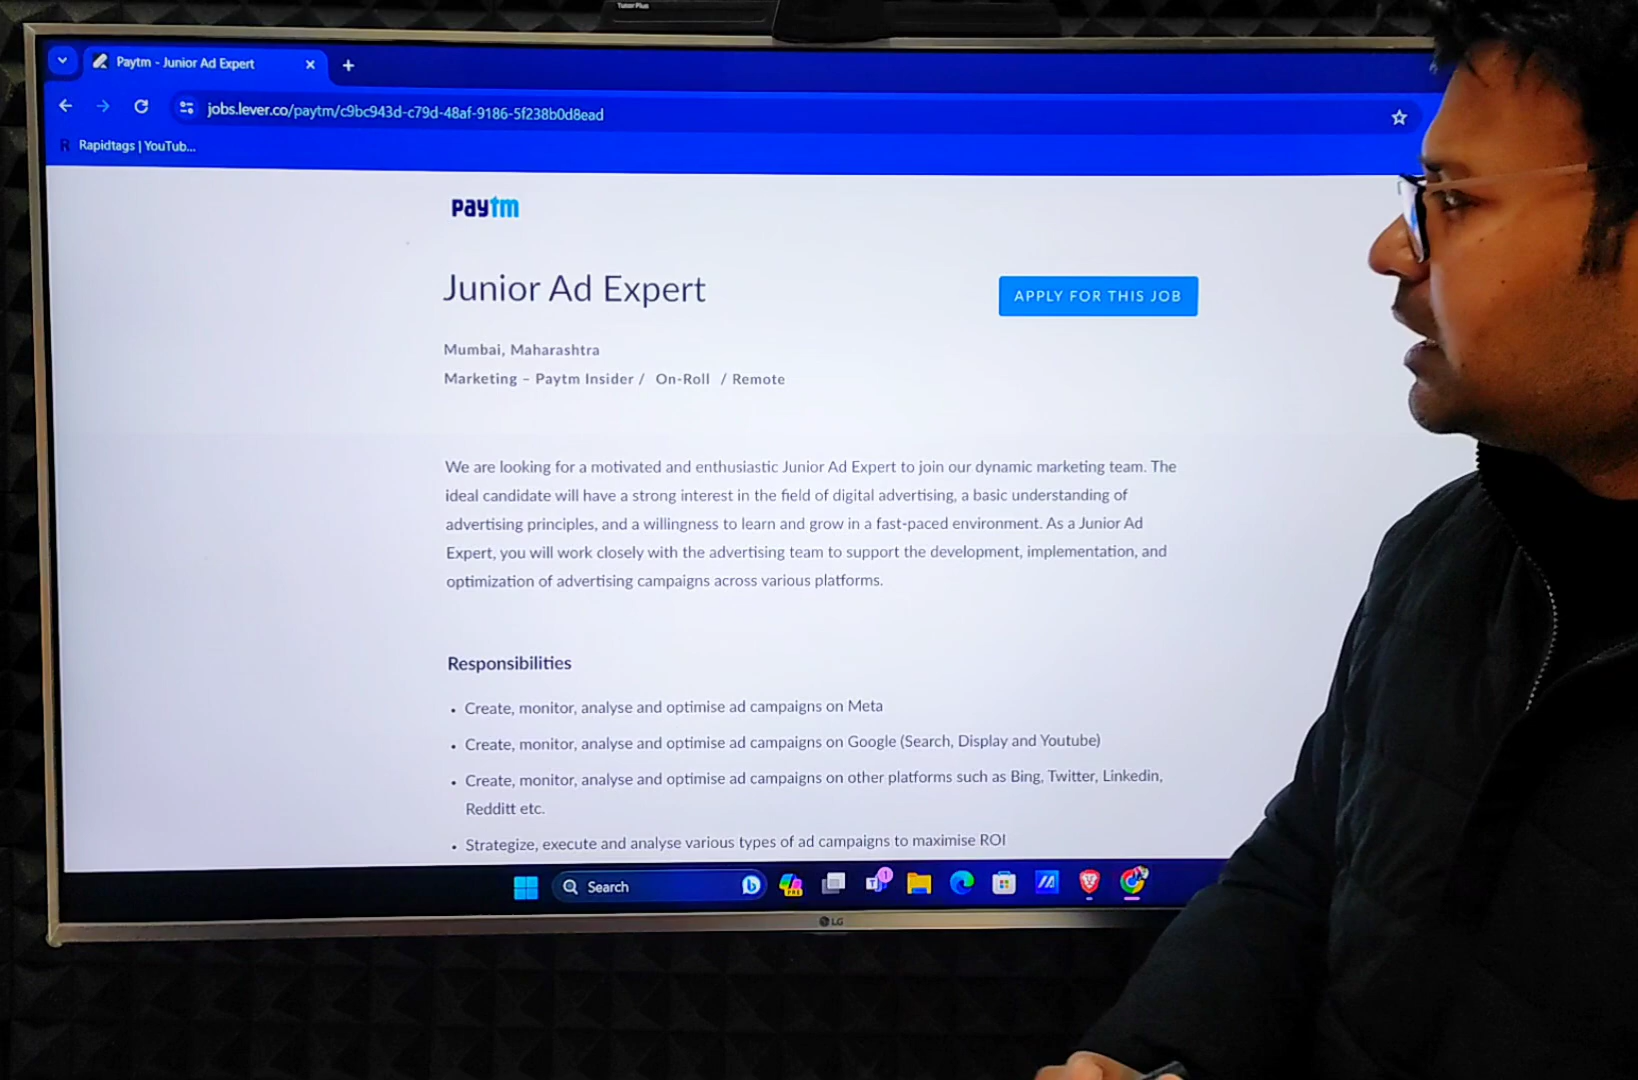 Tutor Plus
Paytm - Junior Ad Expert
jobs.lever.co/paytm/c9bc943d-c79d-48af-9186-5f238b0d8ead
R Rapidtags | YouTub...
paytm
Junior Ad Expert
APPLY FOR THIS JOB
Mumbai, Maharashtra
Marketing – Paytm Insider / On-Roll / Remote
We are looking for a motivated and enthusiastic Junior Ad Expert to join our dynamic marketing team. The
ideal candidate will have a strong interest in the field of digital advertising, a basic understanding of
advertising principles, and a willingness to learn and grow in a fast-paced environment. As a Junior Ad
Expert, you will work closely with the advertising team to support the development, implementation, and
optimization of advertising campaigns across various platforms.
Responsibilities
• Create, monitor, analyse and optimise ad campaigns on Meta
• Create, monitor, analyse and optimise ad campaigns on Google (Search, Display and Youtube)
• Create, monitor, analyse and optimise ad campaigns on other platforms such as Bing, Twitter, Linkedin,
Redditt etc.
• Strategize, execute and analyse various types of ad campaigns to maximise ROI
Search
PRE
1
LG